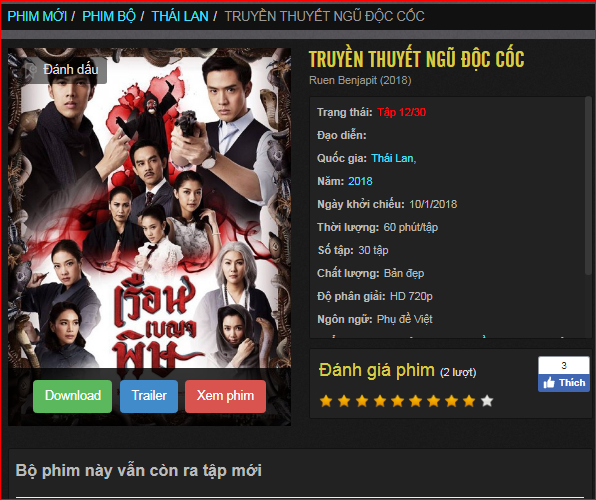 PHIM MỚI / PHIM BỘ / THÁI LAN / TRUYỀN THUYẾT NGŨ ĐỘC CỐC
Đánh dấu
เรือน
เบญจ
พิษ
Download
Trailer
Xem phim
TRUYỀN THUYẾT NGŨ ĐỘC CỐC
Ruen Benjapit (2018)
Trạng thái: Tập 12/30
Đạo diễn:
Quốc gia: Thái Lan,
Năm: 2018
Ngày khởi chiếu: 10/1/2018
Thời lượng: 60 phút/tập
Số tập: 30 tập
Chất lượng: Bản đẹp
Độ phân giải: HD 720p
Ngôn ngữ: Phụ đề Việt
Đánh giá phim (2 lượt)
3
Thích
Bộ phim này vẫn còn ra tập mới